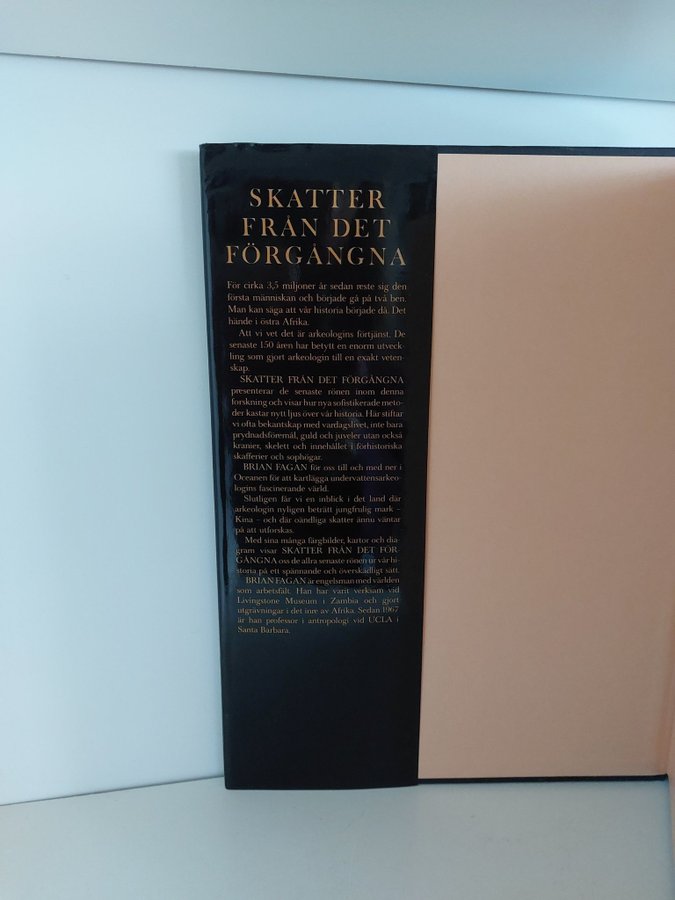 SKATTER
FRÅN DET
FÖRGÅNGNA
För cirka 3,5 miljoner år sedan reste sig den
första människan och började gå på två ben.
Man kan säga att vår historia började då. Det
hände i östra Afrika.
Att vi vet det är arkeologins förtjänst. De
senaste 150 åren har betytt en enorm utveck-
ling som gjort arkeologin till en exakt veten-
skap.
SKATTER FRÅN DET FÖRGÅNGNA
presenterar de senaste rönen inom denna
forskning och visar hur nya sofistikerade meto-
der kastar nytt ljus över vår historia. Här stiftar
vi ofta bekantskap med vardagslivet, inte bara
prydnadsföremål, guld och juveler utan också
kranier, skelett och innehållet i förhistoriska
skafferier och sophögar.
BRIAN FAGAN för oss till och med ner i
Oceanen för att kartlägga undervattensarkeo-
logins fascinerande värld.
Slutligen får vi en inblick i det land där
arkeologin nyligen beträtt jungfrulig mark –
Kina – och där oändliga skatter ännu väntar
på att utforskas.
Med sina många färgbilder, kartor och dia-
gram visar SKATTER FRÅN DET FÖR-
GÅNGNA oss de allra senaste rönen ur vår hi-
storia på ett spännande och överskådligt sätt.
BRIAN FAGAN är engelsman med världen
som arbetsfält. Han har varit verksam vid
Livingstone Museum i Zambia och gjort
utgrävningar i det inre av Afrika. Sedan 1967
är han professor i antropologi vid UCLA i
Santa Barbara.